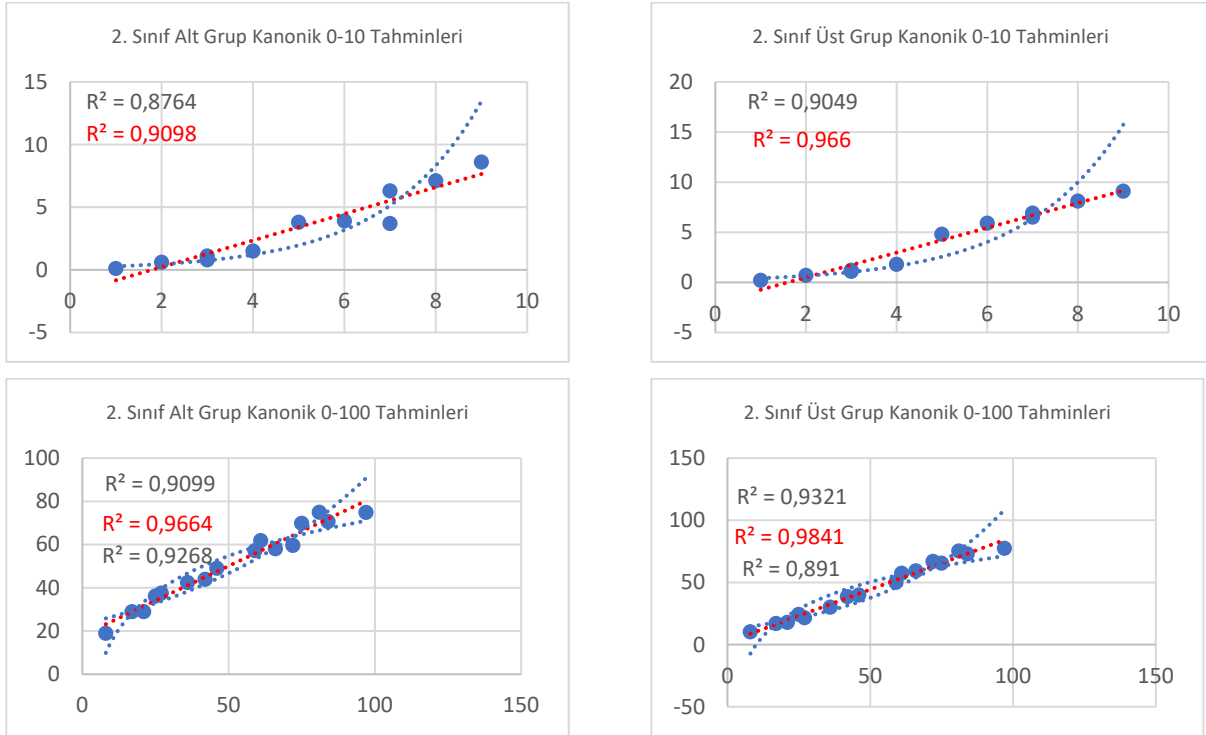 2. Sınıf Alt Grup Kanonik 0-10 Tahminleri
R² = 0,8764
R² = 0,9098
15
10
5
0
-5
0 2 4 6 8 10
2. Sınıf Üst Grup Kanonik 0-10 Tahminleri
R² = 0,9049
R² = 0,966
20
15
10
5
0
-5
0 2 4 6 8 10
2. Sınıf Alt Grup Kanonik 0-100 Tahminleri
R² = 0,9099
R² = 0,9664
R² = 0,9268
100
80
60
40
20
0
0 50 100 150
2. Sınıf Üst Grup Kanonik 0-100 Tahminleri
R² = 0,9321
R² = 0,9841
R² = 0,891
150
100
50
0
-50
0 50 100 150